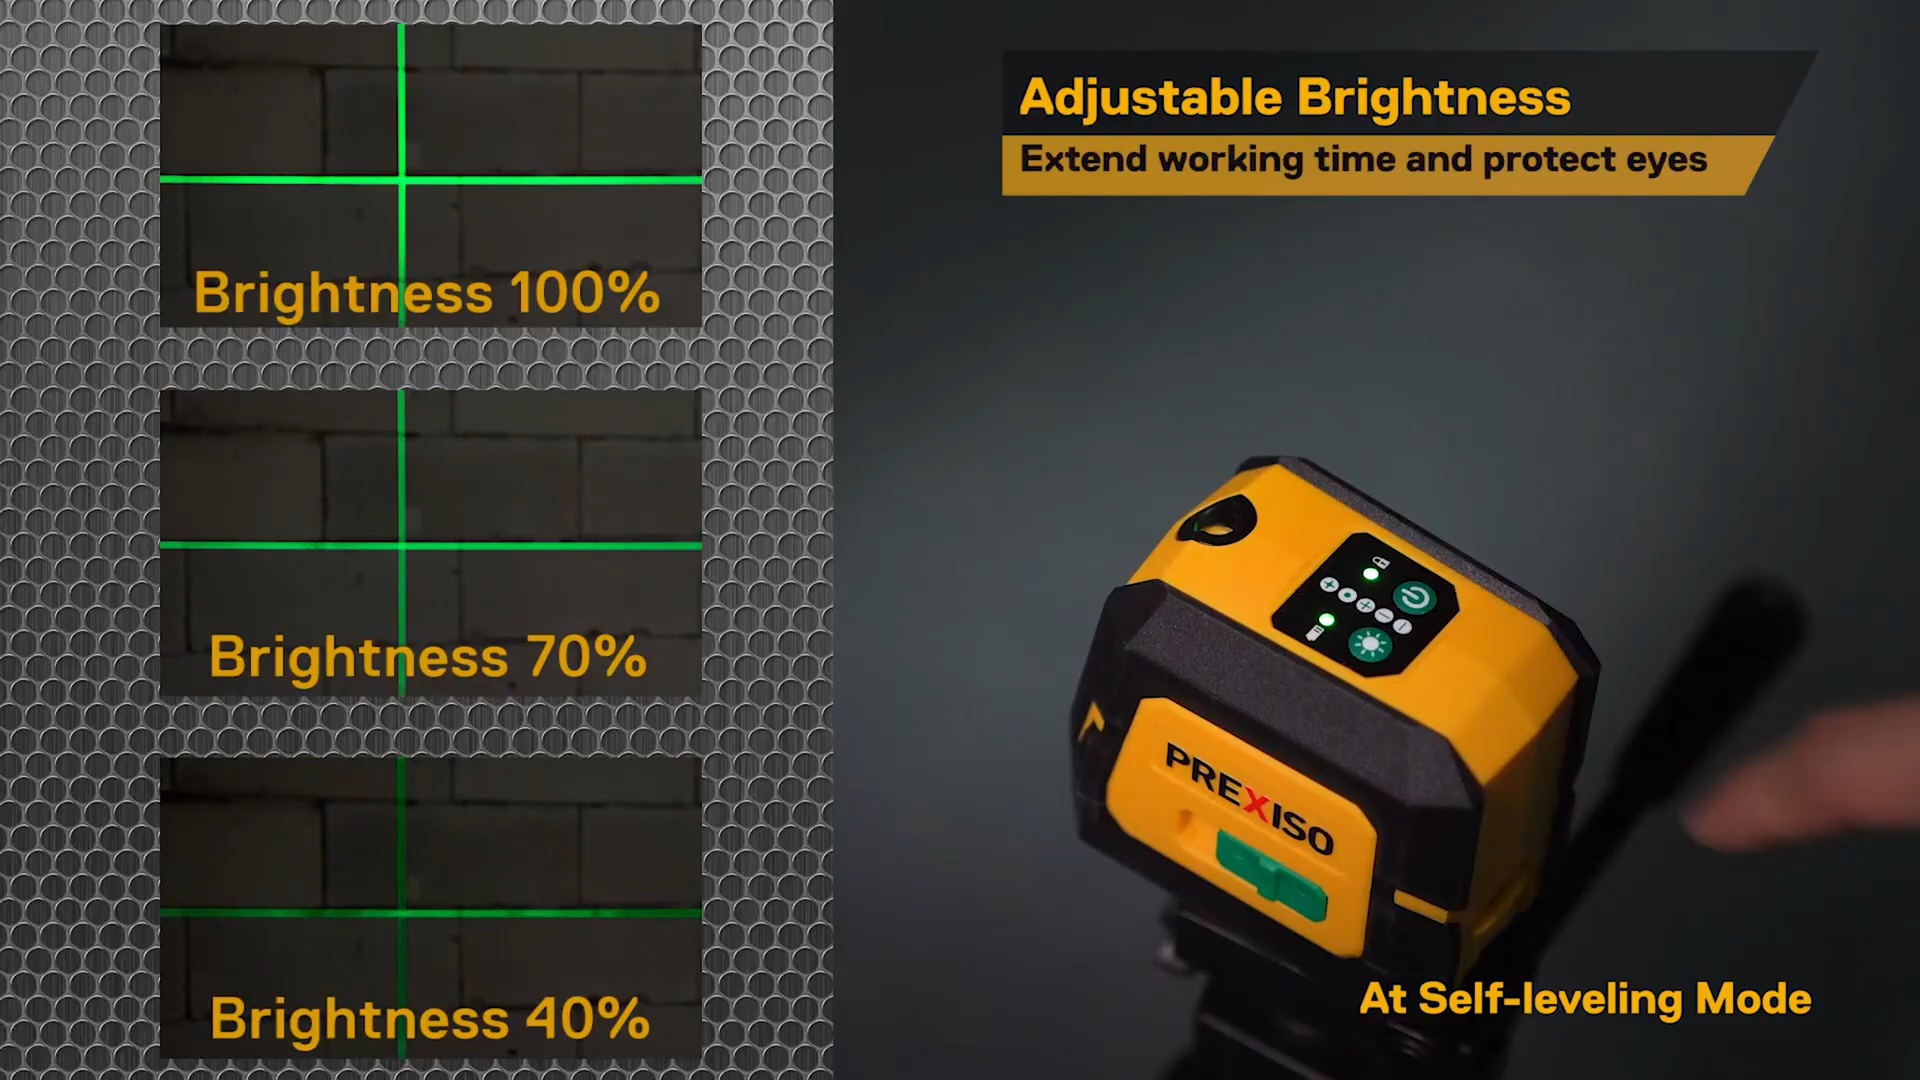 Brightness 100%
Brightness 70%
Brightness 40%
Adjustable Brightness
Extend working time and protect eyes
PREXISO
At Self-leveling Mode